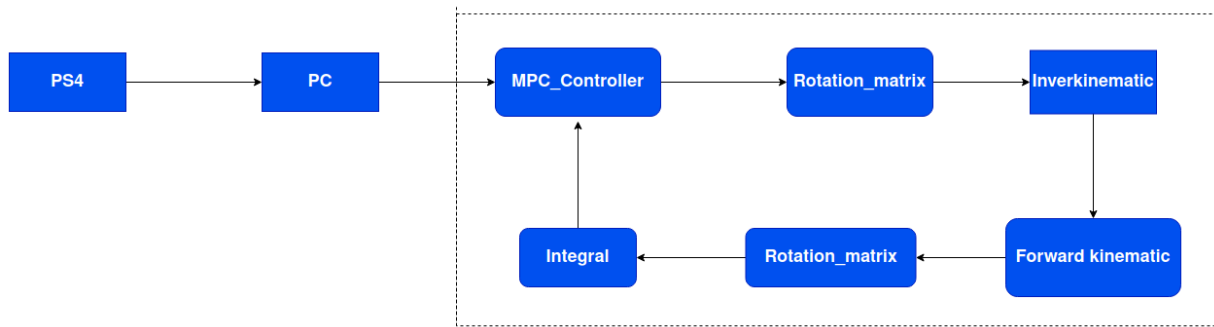 PS4
PC
MPC_Controller
Rotation_matrix
Inverkinematic
Integral
Rotation_matrix
Forward kinematic